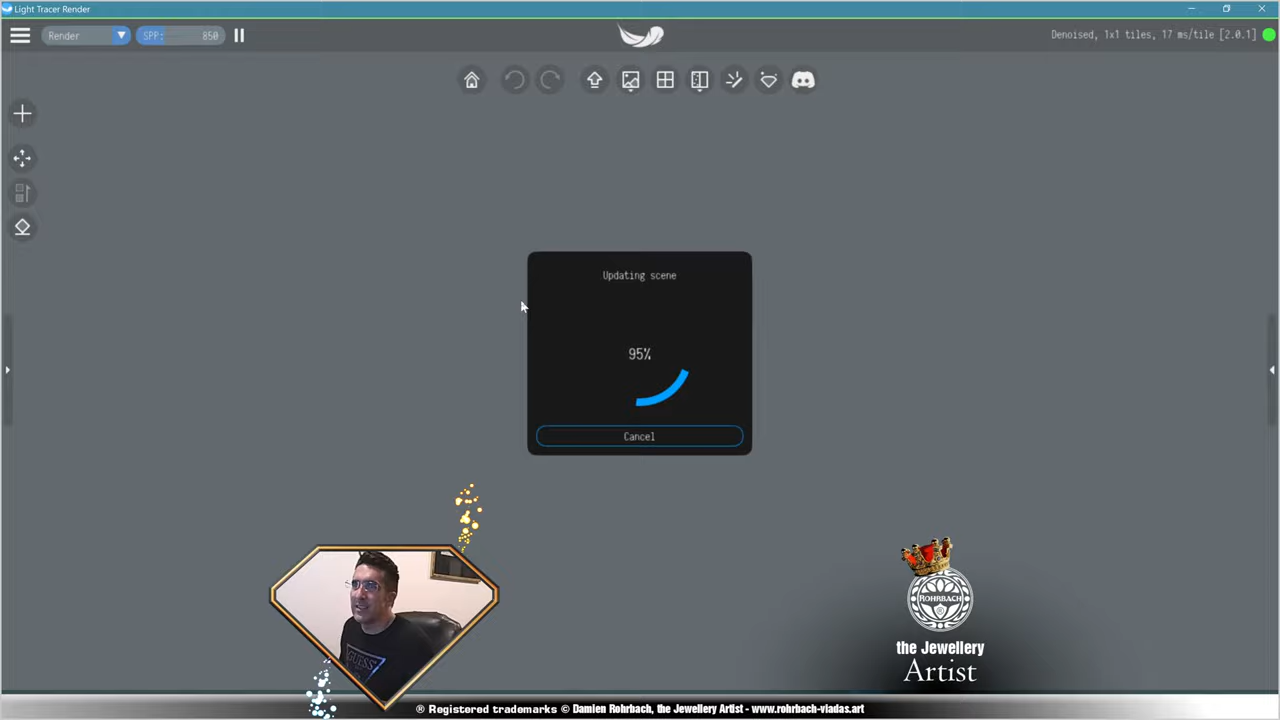 Light Tracer Render
Render SPP: 850
Denoised, 1x1 tiles, 17 ms/tile [2.0.1]
Updating scene
95%
Cancel
GUESS
ROHRBACH
the Jewellery
Artist
® Registered trademarks © Damien Rohrbach, the Jewellery Artist - www.rohrbach-viadas.art